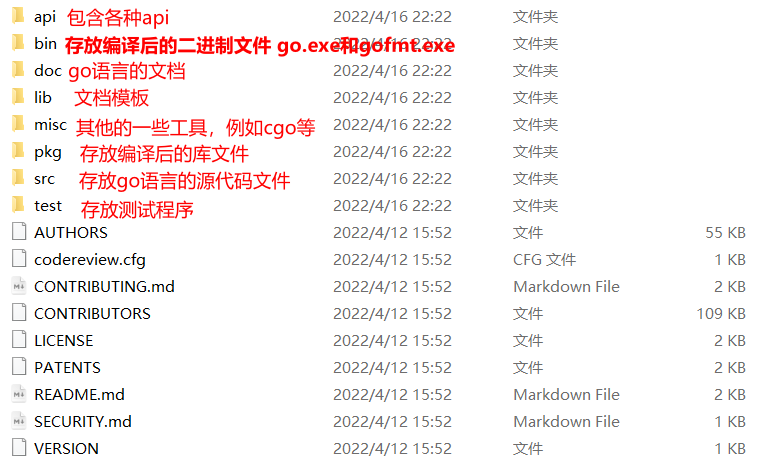 api 包含各种api 2022/4/16 22:22 文件夹
bin 存放编译后的二进制文件 go.exe和gofmt.exe 2022/4/16 22:22 文件夹
doc go语言的文档 2022/4/16 22:22 文件夹
lib 文档模板 2022/4/16 22:22 文件夹
misc 其他的一些工具，例如cgo等 2022/4/16 22:22 文件夹
pkg 存放编译后的库文件 2022/4/16 22:22 文件夹
src 存放go语言的源代码文件 2022/4/16 22:22 文件夹
test 存放测试程序 2022/4/16 22:22 文件夹
AUTHORS 2022/4/12 15:52 文件 55 KB
codereview.cfg 2022/4/12 15:52 CFG 文件 1 KB
CONTRIBUTING.md 2022/4/12 15:52 Markdown File 2 KB
CONTRIBUTORS 2022/4/12 15:52 文件 109 KB
LICENSE 2022/4/12 15:52 文件 2 KB
PATENTS 2022/4/12 15:52 文件 2 KB
README.md 2022/4/12 15:52 Markdown File 2 KB
SECURITY.md 2022/4/12 15:52 Markdown File 1 KB
VERSION 2022/4/12 15:52 文件 1 KB